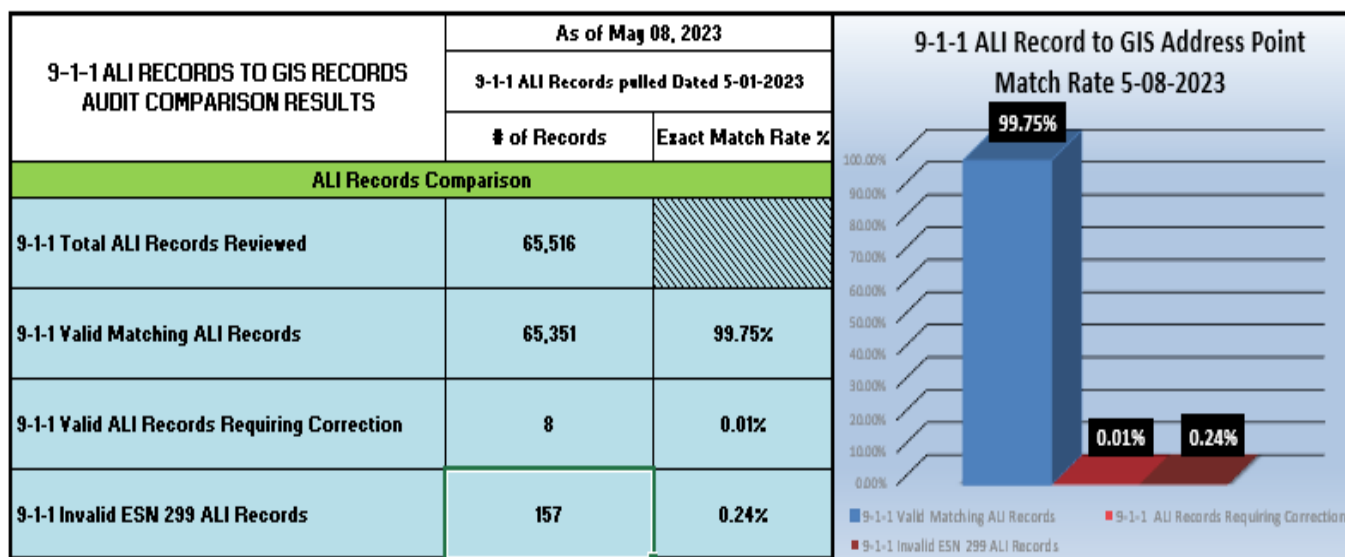 9-1-1 ALI RECORDS TO GIS RECORDS
AUDIT COMPARISON RESULTS
As of May 08, 2023
9-1-1 ALI Records pulled Dated 5-01-2023
# of Records
Exact Match Rate %
ALI Records Comparison
9-1-1 Total ALI Records Reviewed
65,516
9-1-1 Valid Matching ALI Records
65,351
99.75%
9-1-1 Valid ALI Records Requiring Correction
8
0.01%
9-1-1 Invalid ESN 299 ALI Records
157
0.24%
9-1-1 ALI Record to GIS Address Point
Match Rate 5-08-2023
99.75%
100.00%
90.00%
80.00%
70.00%
60.00%
50.00%
40.00%
30.00%
20.00%
10.00%
0.00%
0.01%
0.24%
9-1-1 Valid Matching ALI Records
9-1-1 ALI Records Requiring Correction
9-1-1 Invalid ESN 299 ALI Records